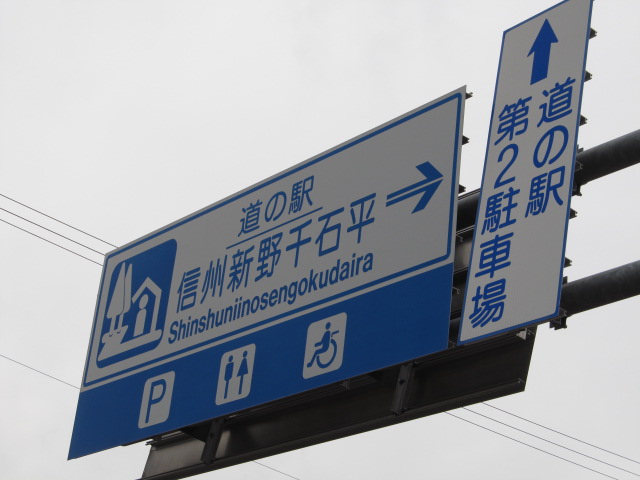 道の駅
信州新野千石平
Shinshuniinosengokudaira
P
道の駅
第2駐車場